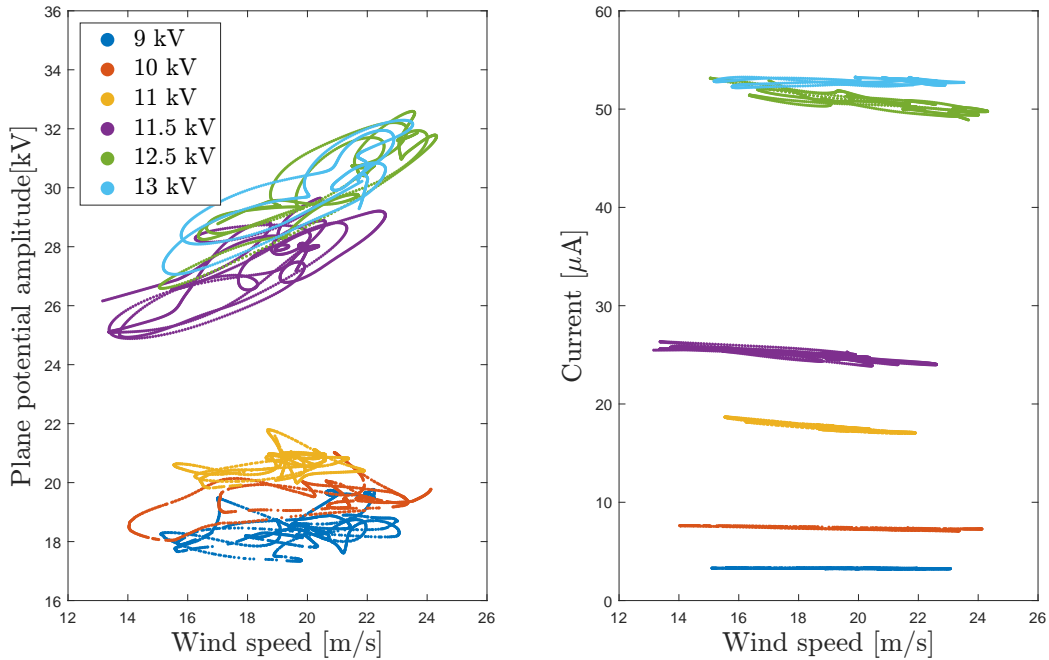 36
34
32
30
28
26
24
22
20
18
16
12 14 16 18 20 22 24 26
Plane potential amplitude[kV]
Wind speed [m/s]
9 kV
10 kV
11 kV
11.5 kV
12.5 kV
13 kV
60
50
40
30
20
10
0
12 14 16 18 20 22 24 26
Current [μA]
Wind speed [m/s]